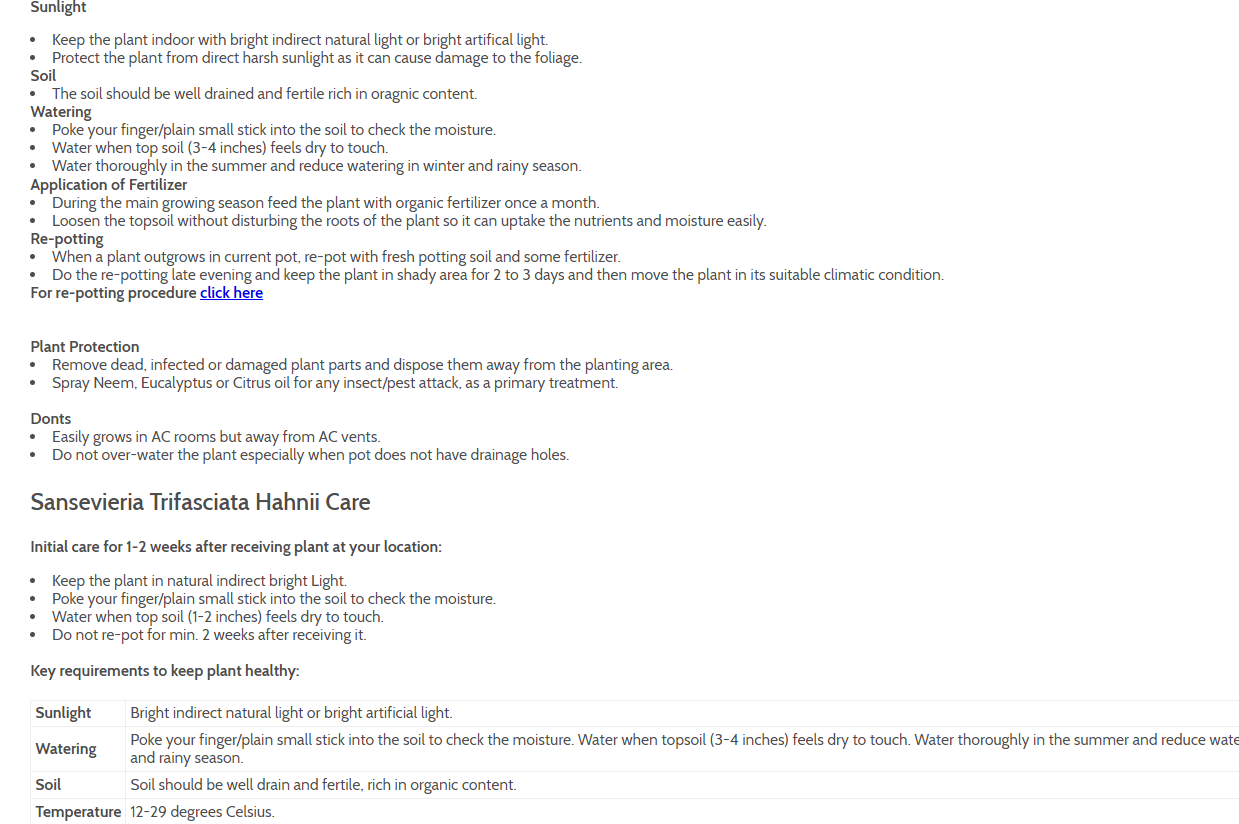 Sunlight
Keep the plant indoor with bright indirect natural light or bright artifical light.
Protect the plant from direct harsh sunlight as it can cause damage to the foliage.
Soil
The soil should be well drained and fertile rich in oragnic content.
Watering
Poke your finger/plain small stick into the soil to check the moisture.
Water when top soil (3-4 inches) feels dry to touch.
Water thoroughly in the summer and reduce watering in winter and rainy season.
Application of Fertilizer
During the main growing season feed the plant with organic fertilizer once a month.
Loosen the topsoil without disturbing the roots of the plant so it can uptake the nutrients and moisture easily.
Re-potting
When a plant outgrows in current pot, re-pot with fresh potting soil and some fertilizer.
Do the re-potting late evening and keep the plant in shady area for 2 to 3 days and then move the plant in its suitable climatic condition.
For re-potting procedure click here
Plant Protection
Remove dead, infected or damaged plant parts and dispose them away from the planting area.
Spray Neem, Eucalyptus or Citrus oil for any insect/pest attack, as a primary treatment.
Donts
Easily grows in AC rooms but away from AC vents.
Do not over-water the plant especially when pot does not have drainage holes.
Sansevieria Trifasciata Hahnii Care
Initial care for 1-2 weeks after receiving plant at your location:
Keep the plant in natural indirect bright Light.
Poke your finger/plain small stick into the soil to check the moisture.
Water when top soil (1-2 inches) feels dry to touch.
Do not re-pot for min. 2 weeks after receiving it.
Key requirements to keep plant healthy:
Sunlight Bright indirect natural light or bright artificial light.
Watering Poke your finger/plain small stick into the soil to check the moisture. Water when topsoil (3-4 inches) feels dry to touch. Water thoroughly in the summer and reduce wate
and rainy season.
Soil Soil should be well drain and fertile, rich in organic content.
Temperature 12-29 degrees Celsius.